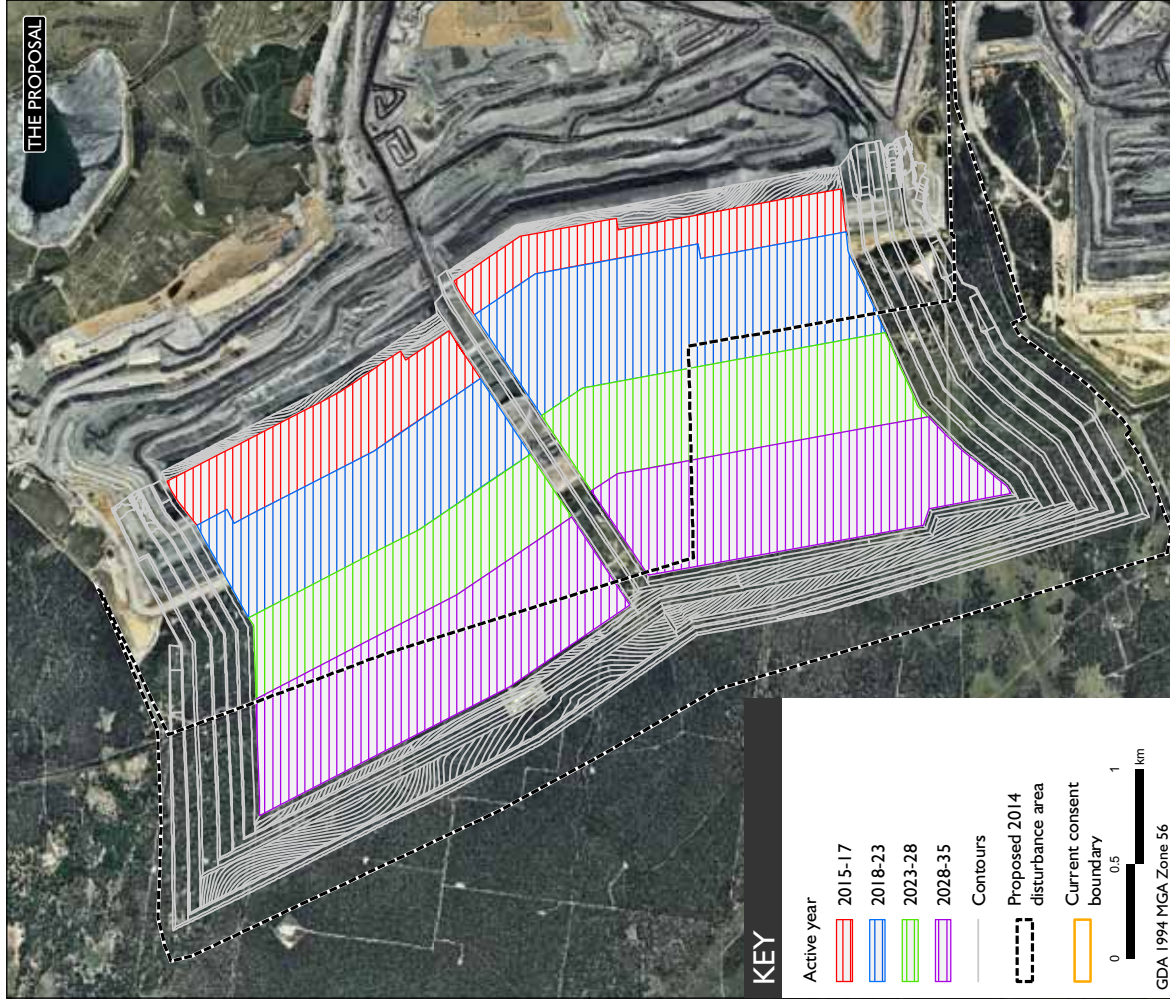 THE PROPOSAL
KEY
Active year
2015-17
2018-23
2023-28
2028-35
Contours
Proposed 2014
disturbance area
Current consent
boundary
0 0.5 1
km
GDA 1994 MGA Zone 56